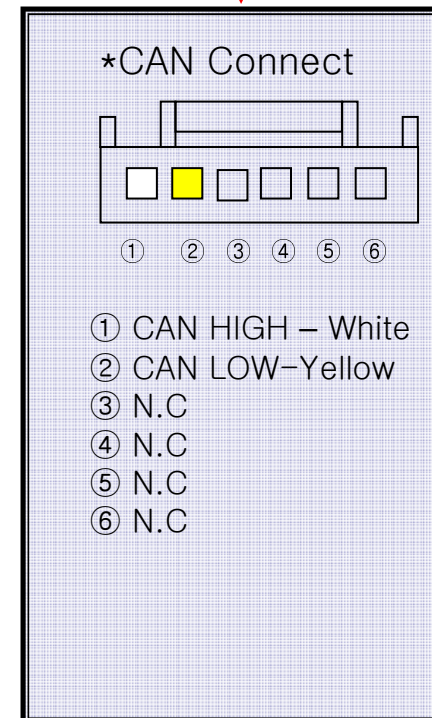 *CAN Connect
① ② ③ ④ ⑤ ⑥
① CAN HIGH – White
② CAN LOW-Yellow
③ N.C
④ N.C
⑤ N.C
⑥ N.C